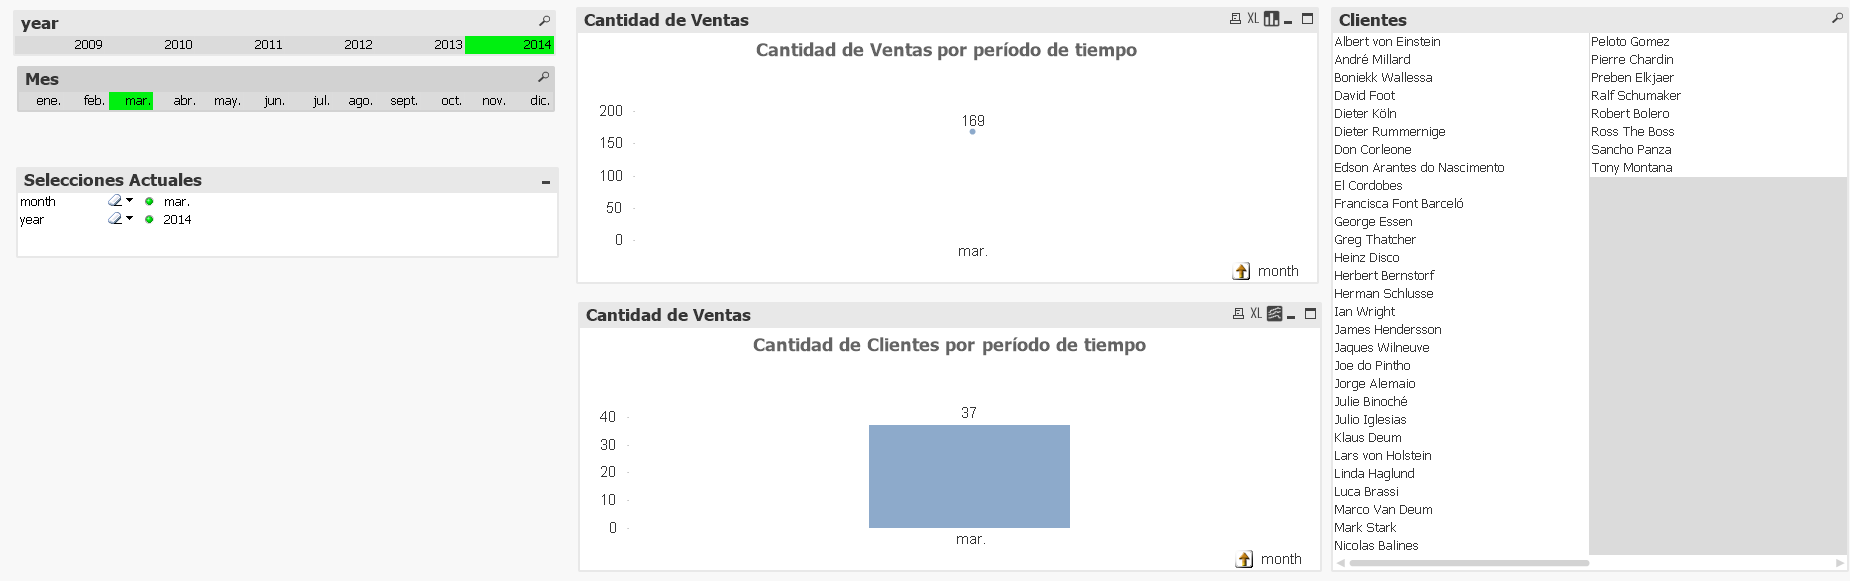 year
2009 2010 2011 2012 2013 2014
Mes
ene. feb. mar. abr. may. jun. jul. ago. sept. oct. nov. dic.
Selecciones Actuales
month mar.
year 2014
Cantidad de Ventas XL
Cantidad de Ventas por período de tiempo
200
150
100
50
0
169
mar.
month
Cantidad de Ventas XL
Cantidad de Clientes por período de tiempo
40
30
20
10
0
37
mar.
month
Clientes
Albert von Einstein
André Millard
Boniekk Wallessa
David Foot
Dieter Köln
Dieter Rummernige
Don Corleone
Edson Arantes do Nascimento
El Cordobes
Francisca Font Barceló
George Essen
Greg Thatcher
Heinz Disco
Herbert Bernstorf
Herman Schlusse
Ian Wright
James Hendersson
Jaques Wilneuve
Joe do Pintho
Jorge Alemaio
Julie Binoché
Julio Iglesias
Klaus Deum
Lars von Holstein
Linda Haglund
Luca Brassi
Marco Van Deum
Mark Stark
Nicolas Balines
Peloto Gomez
Pierre Chardin
Preben Elkjaer
Ralf Schumaker
Robert Bolero
Ross The Boss
Sancho Panza
Tony Montana